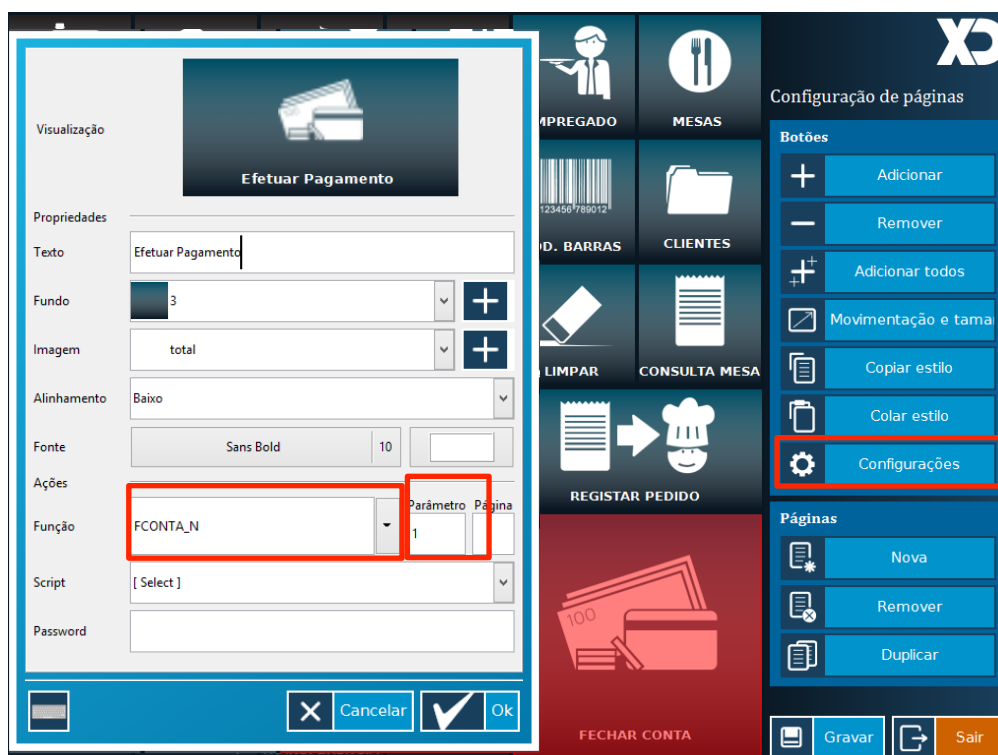 Visualização
Efetuar Pagamento
Propriedades
Texto
Efetuar Pagamento
Fundo
3
Imagem
total
Alinhamento
Baixo
Fonte
Sans Bold
10
Ações
Parâmetro
Página
Função
FCONTA_N
1
Script
[ Select ]
Password
Cancelar
Ok
MPREGADO
MESAS
123456 789012
D. BARRAS
CLIENTES
LIMPAR
CONSULTA MESA
REGISTAR PEDIDO
100
FECHAR CONTA
XD
Configuração de páginas
Botões
Adicionar
Remover
Adicionar todos
Movimentação e tama
Copiar estilo
Colar estilo
Configurações
Páginas
Nova
Remover
Duplicar
Gravar
Sair